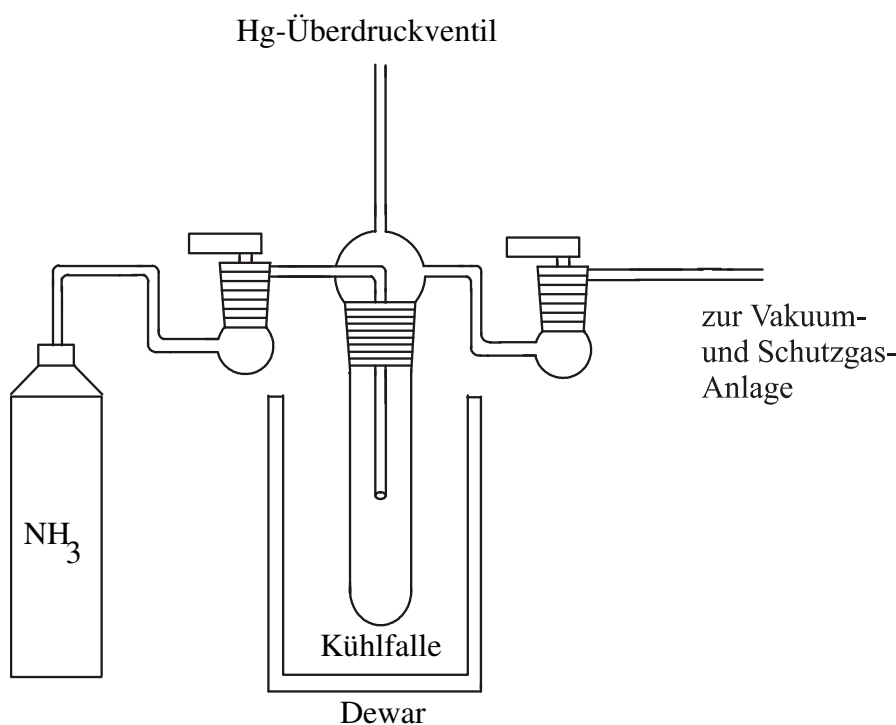 Hg-Überdruckventil
zur Vakuum-
und Schutzgas-
Anlage
NH3
Kühlfalle
Dewar